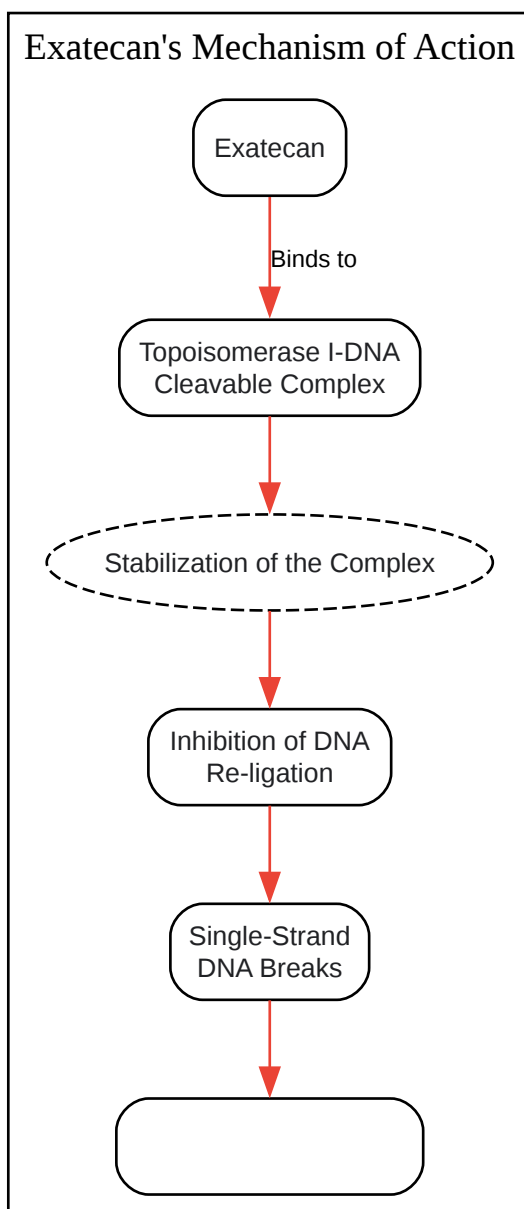 Exatecan's Mechanism of Action
Exatecan
Binds to
Topoisomerase I-DNA
Cleavable Complex
Stabilization of the Complex
Inhibition of DNA
Re-ligation
Single-Strand
DNA Breaks